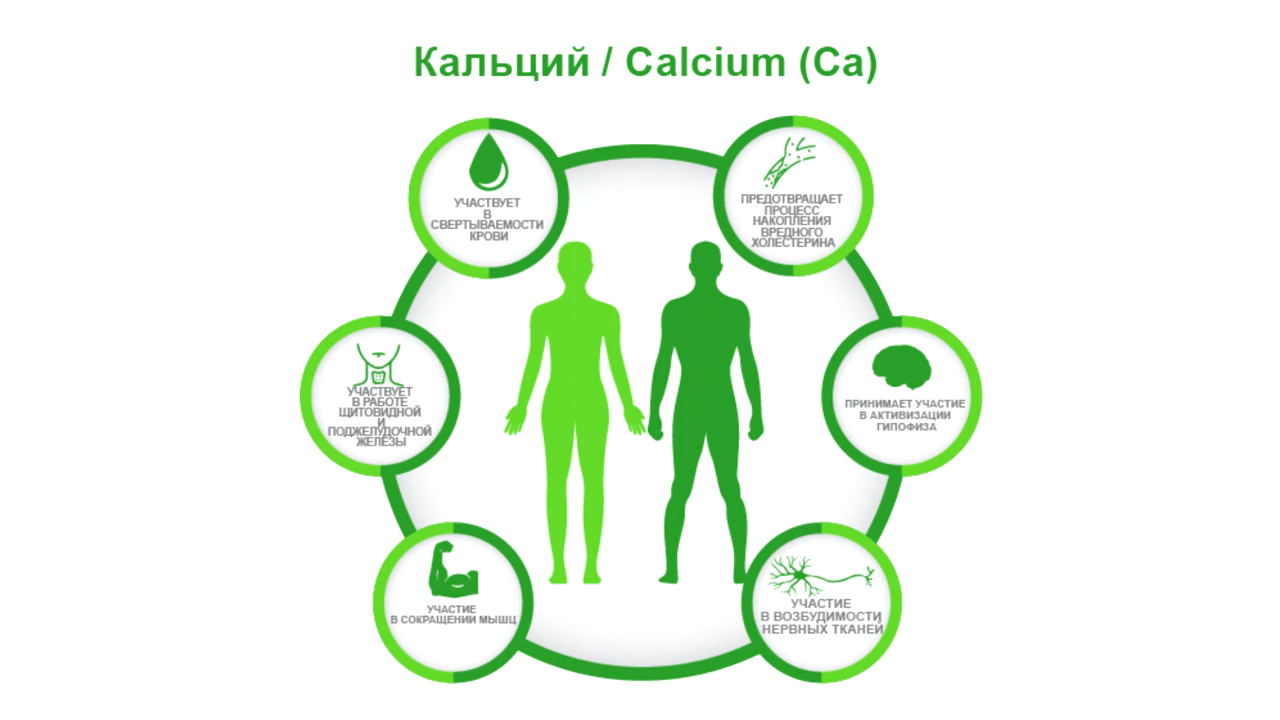 Кальций / Calcium (Ca)
УЧАСТВУЕТ
В
СВЕРТЫВАЕМОСТИ
КРОВИ
ПРЕДОТВРАЩАЕТ
ПРОЦЕСС
НАКОПЛЕНИЯ
ВРЕДНОГО
ХОЛЕСТЕРИНА
УЧАСТВУЕТ
В РАБОТЕ
ЩИТОВИДНОЙ
И
ПОДЖЕЛУДОЧНОЙ
ЖЕЛЕЗЫ
ПРИНИМАЕТ УЧАСТИЕ
В АКТИВИЗАЦИИ
ГИПОФИЗА
УЧАСТИЕ
В СОКРАЩЕНИИ МЫШЦ
УЧАСТИЕ
В ВОЗБУДИМОСТИ
НЕРВНЫХ ТКАНЕЙ